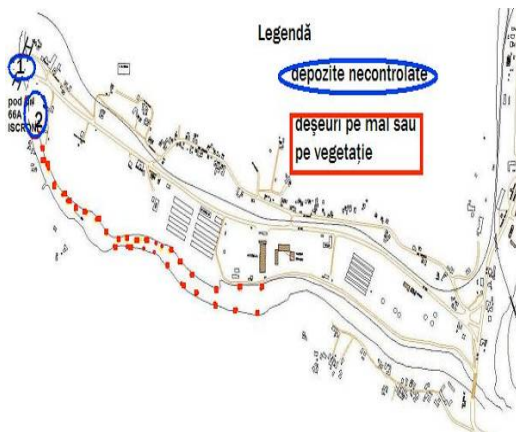 Legendă
depozite necontrolate
deșeuri pe mal sau
pe vegetație
1
pod
66A
ISCRONI
2